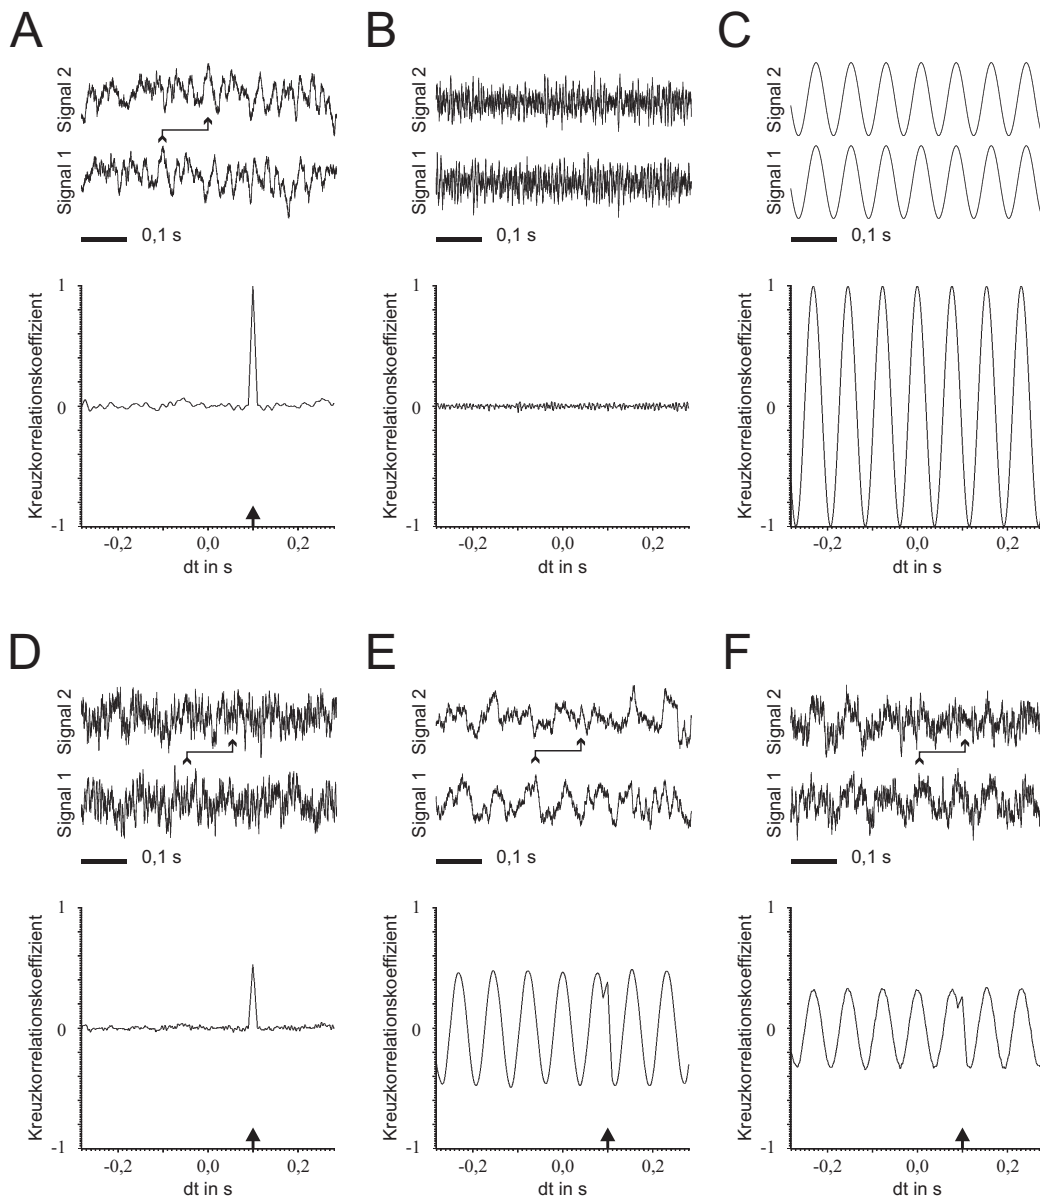 A
B
C
Signal 2
Signal 2
Signal 2
Signal 1
Signal 1
Signal 1
0,1 s
0,1 s
0,1 s
Kreuzkorrelationskoeffizient
1
0
-1
-0,2 0,0 0,2
dt in s
Kreuzkorrelationskoeffizient
1
0
-1
-0,2 0,0 0,2
dt in s
Kreuzkorrelationskoeffizient
1
0
-1
-0,2 0,0 0,2
dt in s
D
E
F
Signal 2
Signal 2
Signal 2
Signal 1
Signal 1
Signal 1
0,1 s
0,1 s
0,1 s
Kreuzkorrelationskoeffizient
1
0
-1
-0,2 0,0 0,2
dt in s
Kreuzkorrelationskoeffizient
1
0
-1
-0,2 0,0 0,2
dt in s
Kreuzkorrelationskoeffizient
1
0
-1
-0,2 0,0 0,2
dt in s